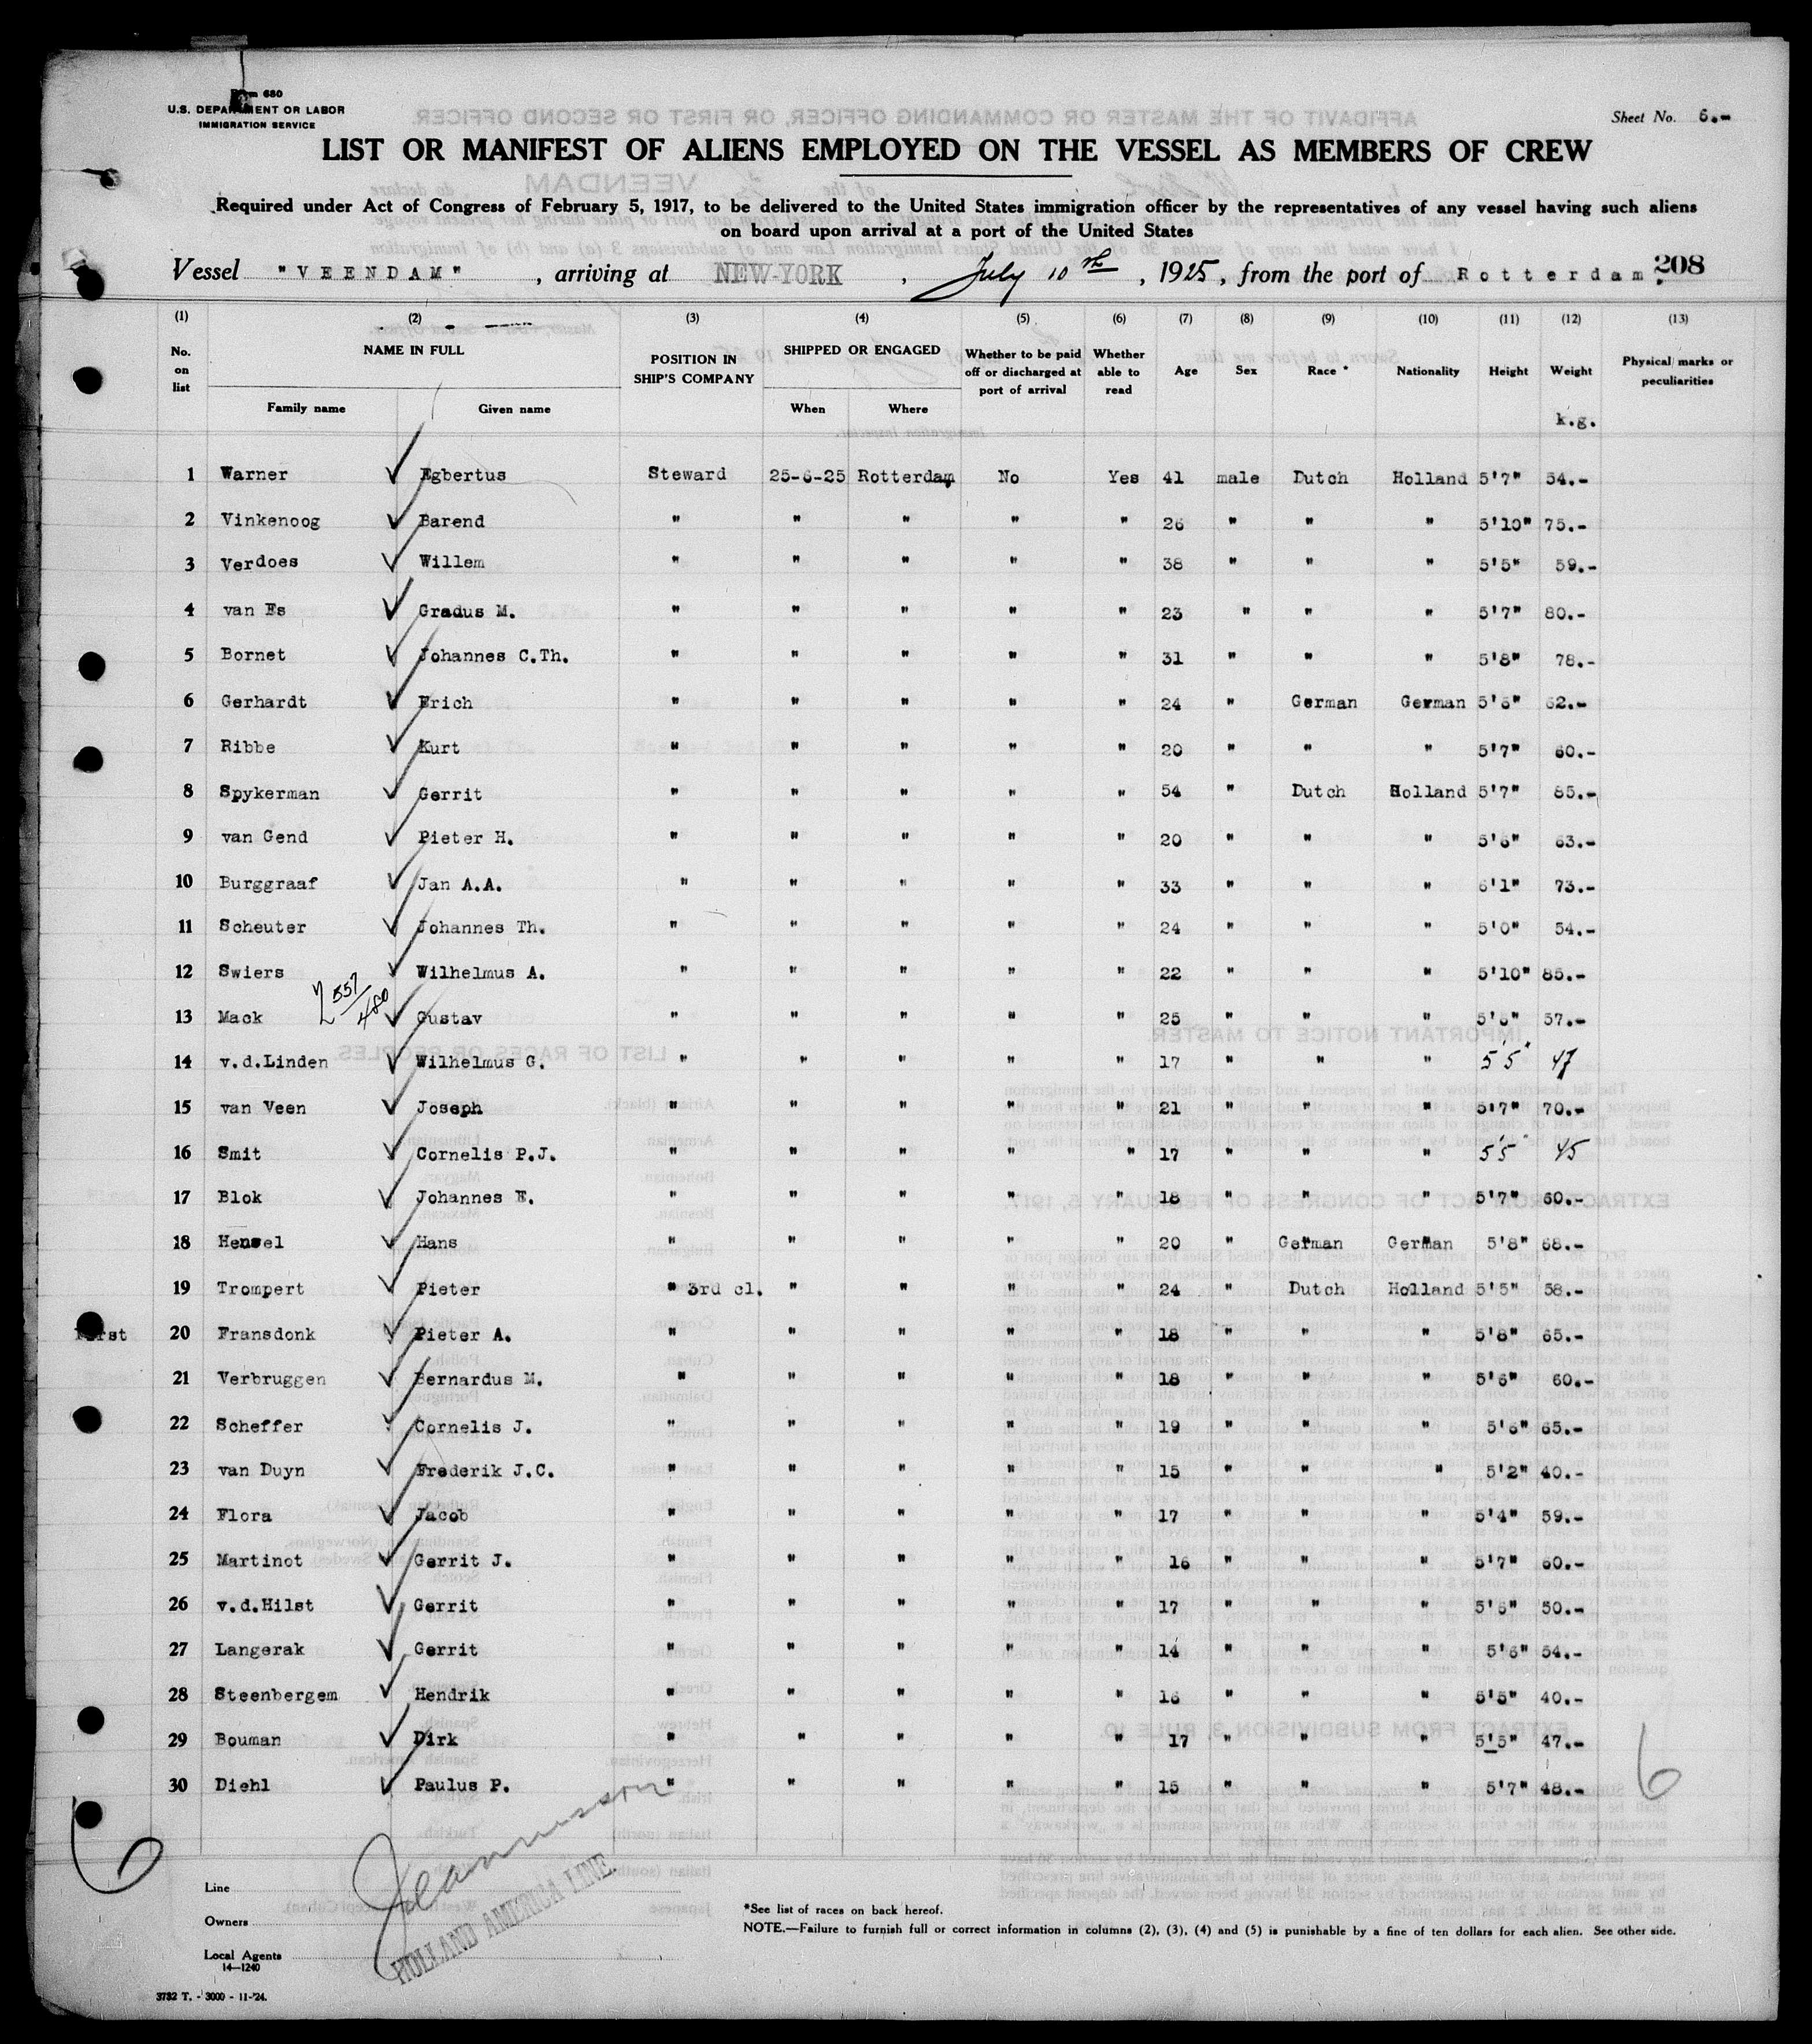 Form 680
U.S. DEPARTMENT OR LABOR
IMMIGRATION SERVICE
Sheet No. 6.-
LIST OR MANIFEST OF ALIENS EMPLOYED ON THE VESSEL AS MEMBERS OF CREW
Required under Act of Congress of February 5, 1917, to be delivered to the United States immigration officer by the representatives of any vessel having such aliens
on board upon arrival at a port of the United States
Vessel "VEENDAM", arriving at NEW-YORK, July 10th, 1925, from the port of Rotterdam.
208
(1) (2) (3) (4) (5) (6) (7) (8) (9) (10) (11) (12) (13)
No. on list NAME IN FULL Family name Given name POSITION IN SHIP'S COMPANY SHIPPED OR ENGAGED When Where Whether to be paid off or discharged at port of arrival Whether able to read Age Sex Race * Nationality Height Weight k.g. Physical marks or peculiarities
1 Warner Egbertus Steward 25-6-25 Rotterdam No Yes 41 male Dutch Holland 5'7" 54.-
2 Vinkenoog Barend " " " " " 26 " " " 5'10" 75.-
3 Verdoes Willem " " " " " 38 " " " 5'5" 59.-
4 van Es Gradus M. " " " " " 23 " " " 5'7" 80.-
5 Bornet Johannes C.Th. " " " " " 31 " " " 5'8" 78.-
6 Gerhardt Erich " " " " " 24 " German German 5'6" 62.-
7 Ribbe Kurt " " " " " 20 " " " 5'7" 60.-
8 Spykerman Gerrit " " " " " 54 " Dutch Holland 5'7" 85.-
9 van Gend Pieter H. " " " " " 20 " " " 5'6" 63.-
10 Burggraaf Jan A.A. " " " " " 33 " " " 6'1" 73.-
11 Scheuter Johannes Th. " " " " " 24 " " " 5'0" 54.-
12 Swiers Wilhelmus A. " " " " " 22 " " " 5'10" 85.-
13 Mack 557/480 Gustav " " " " " 25 " " " 5'6" 57.-
14 v.d.Linden Wilhelmus G. " " " " " 17 " " " 5'5" 47
15 van Veen Joseph " " " " " 21 " " " 5'7" 70.-
16 Smit Cornelis P.J. " " " " " 17 " " " 5'5" 45
17 Blok Johannes E. " " " " " 18 " " " 5'7" 60.-
18 Hensel Hans " " " " " 20 " German German 5'8" 68.-
19 Trompert Pieter " 3rd cl. " " " " 24 " Dutch Holland 5'5" 58.-
20 Fransdonk Pieter A. " " " " " 18 " " " 5'8" 65.-
21 Verbruggen Bernardus M. " " " " " 18 " " " 5'6" 60.-
22 Scheffer Cornelis J. " " " " " 19 " " " 5'6" 65.-
23 van Duyn Frederik J.C. " " " " " 15 " " " 5'2" 40.-
24 Flora Jacob " " " " " 17 " " " 5'4" 59.-
25 Martinot Gerrit J. " " " " " 16 " " " 5'7" 60.-
26 v.d.Hilst Gerrit " " " " " 17 " " " 5'6" 50.-
27 Langerak Gerrit " " " " " 14 " " " 5'6" 54.-
28 Steenbergem Hendrik " " " " " 16 " " " 5'5" 40.-
29 Bouman Dirk " " " " " 17 " " " 5'5" 47.-
30 Diehl Paulus P. " " " " " 15 " " " 5'7" 48.-
6
6
Line
Owners
Local Agents
HOLLAND AMERICA LINE.
14—1240
*See list of races on back hereof.
NOTE.—Failure to furnish full or correct information in columns (2), (3), (4) and (5) is punishable by a fine of ten dollars for each alien. See other side.
3732 T. - 3000 - 11-'24.